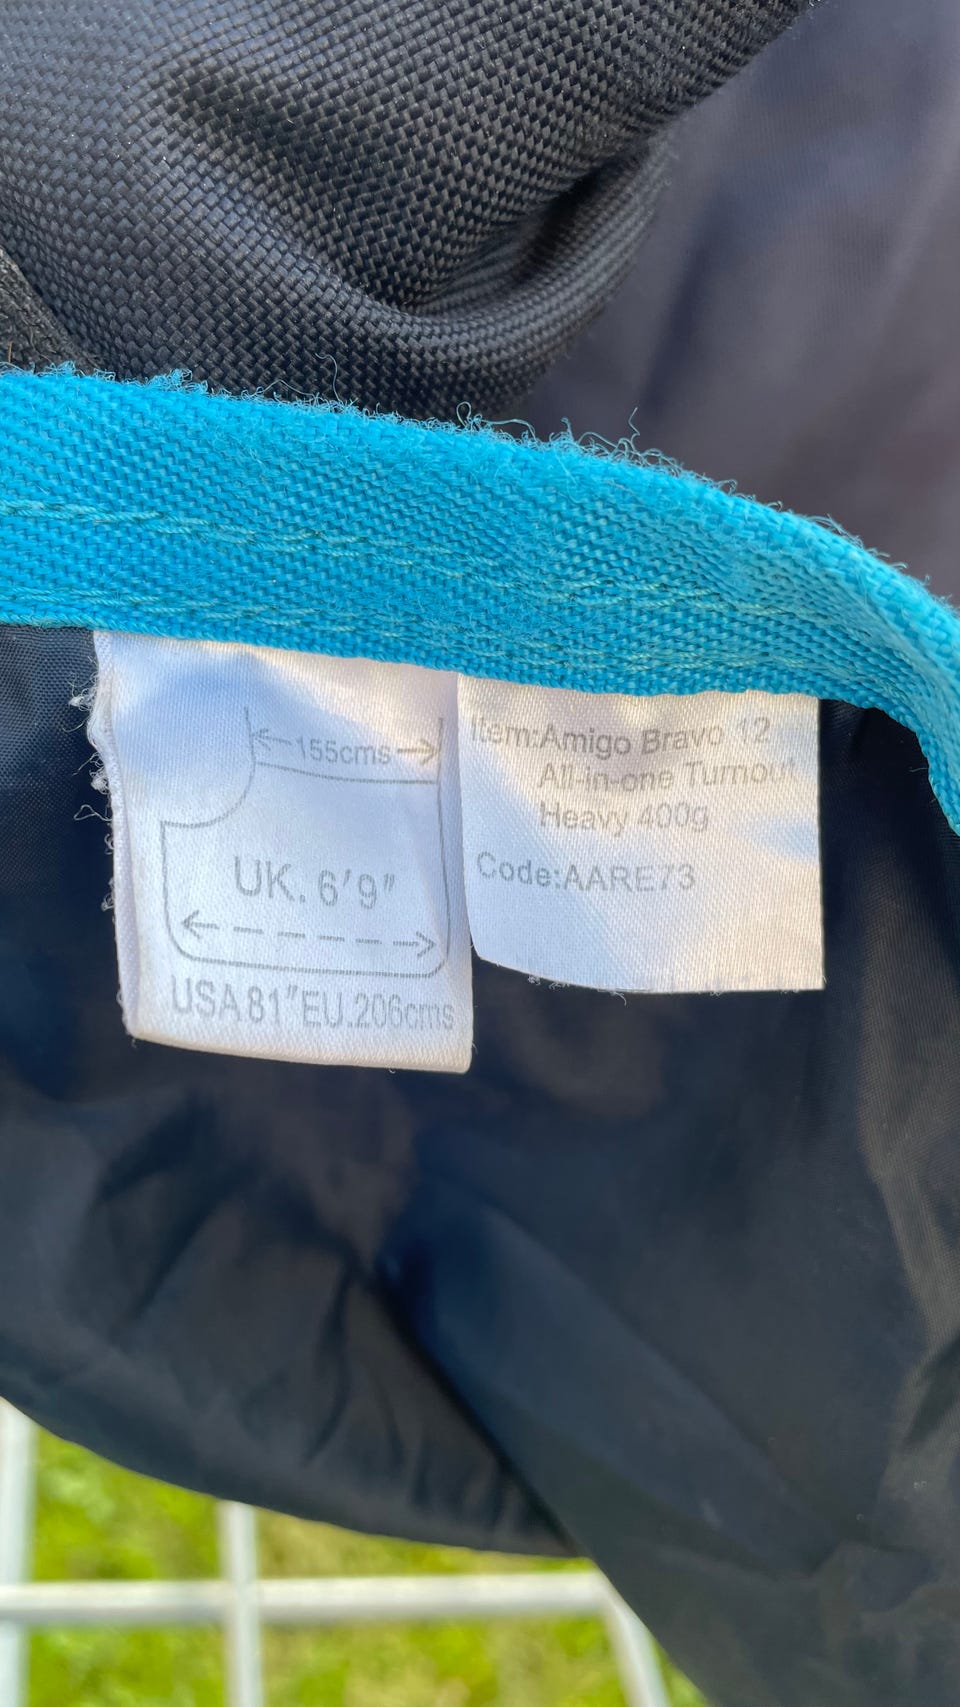 155cms
UK. 6'9"
USA 81" EU.206cms
Item:Amigo Bravo 12
All-in-one Turnout
Heavy 400g
Code:AARE73